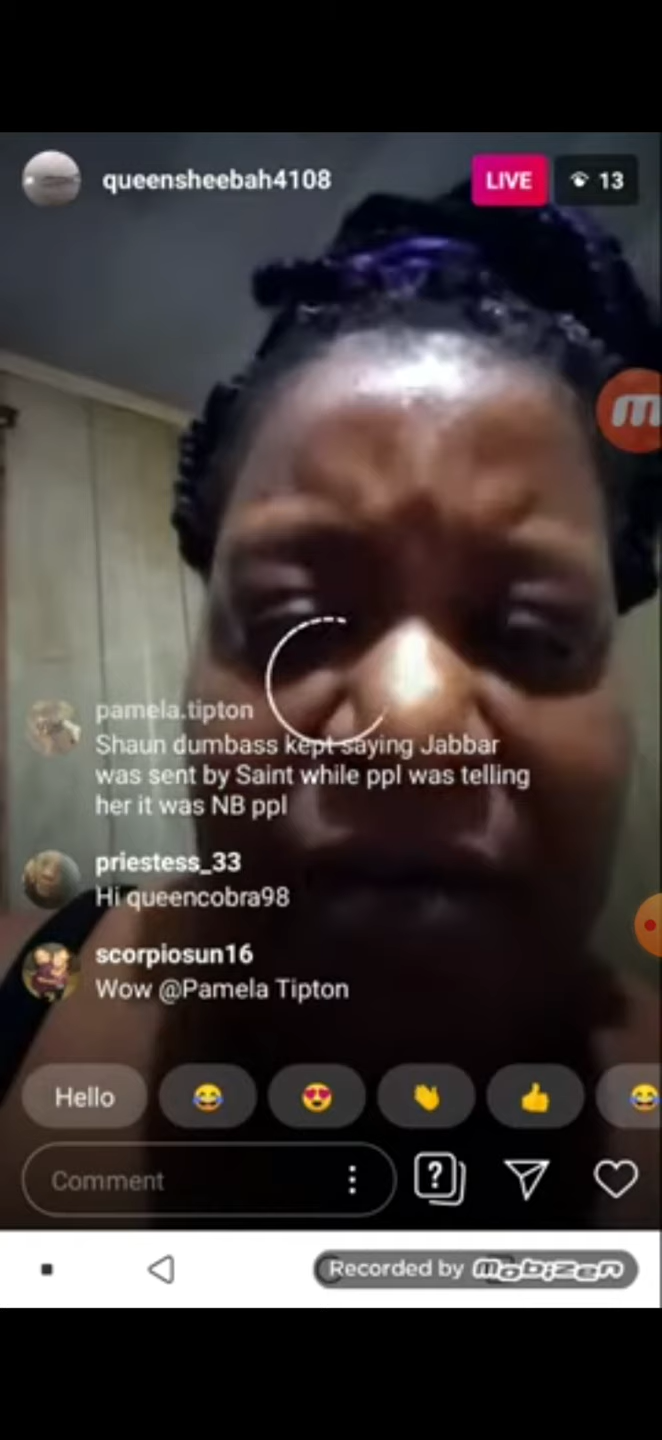 queensheebah4108
LIVE
13
pamela.tipton
Shaun dumbass kept saying Jabbar
was sent by Saint while ppl was telling
her it was NB ppl
priestess_33
Hi queencobra98
scorpiosun16
Wow @Pamela Tipton
Hello
Comment
Recorded by mobizen